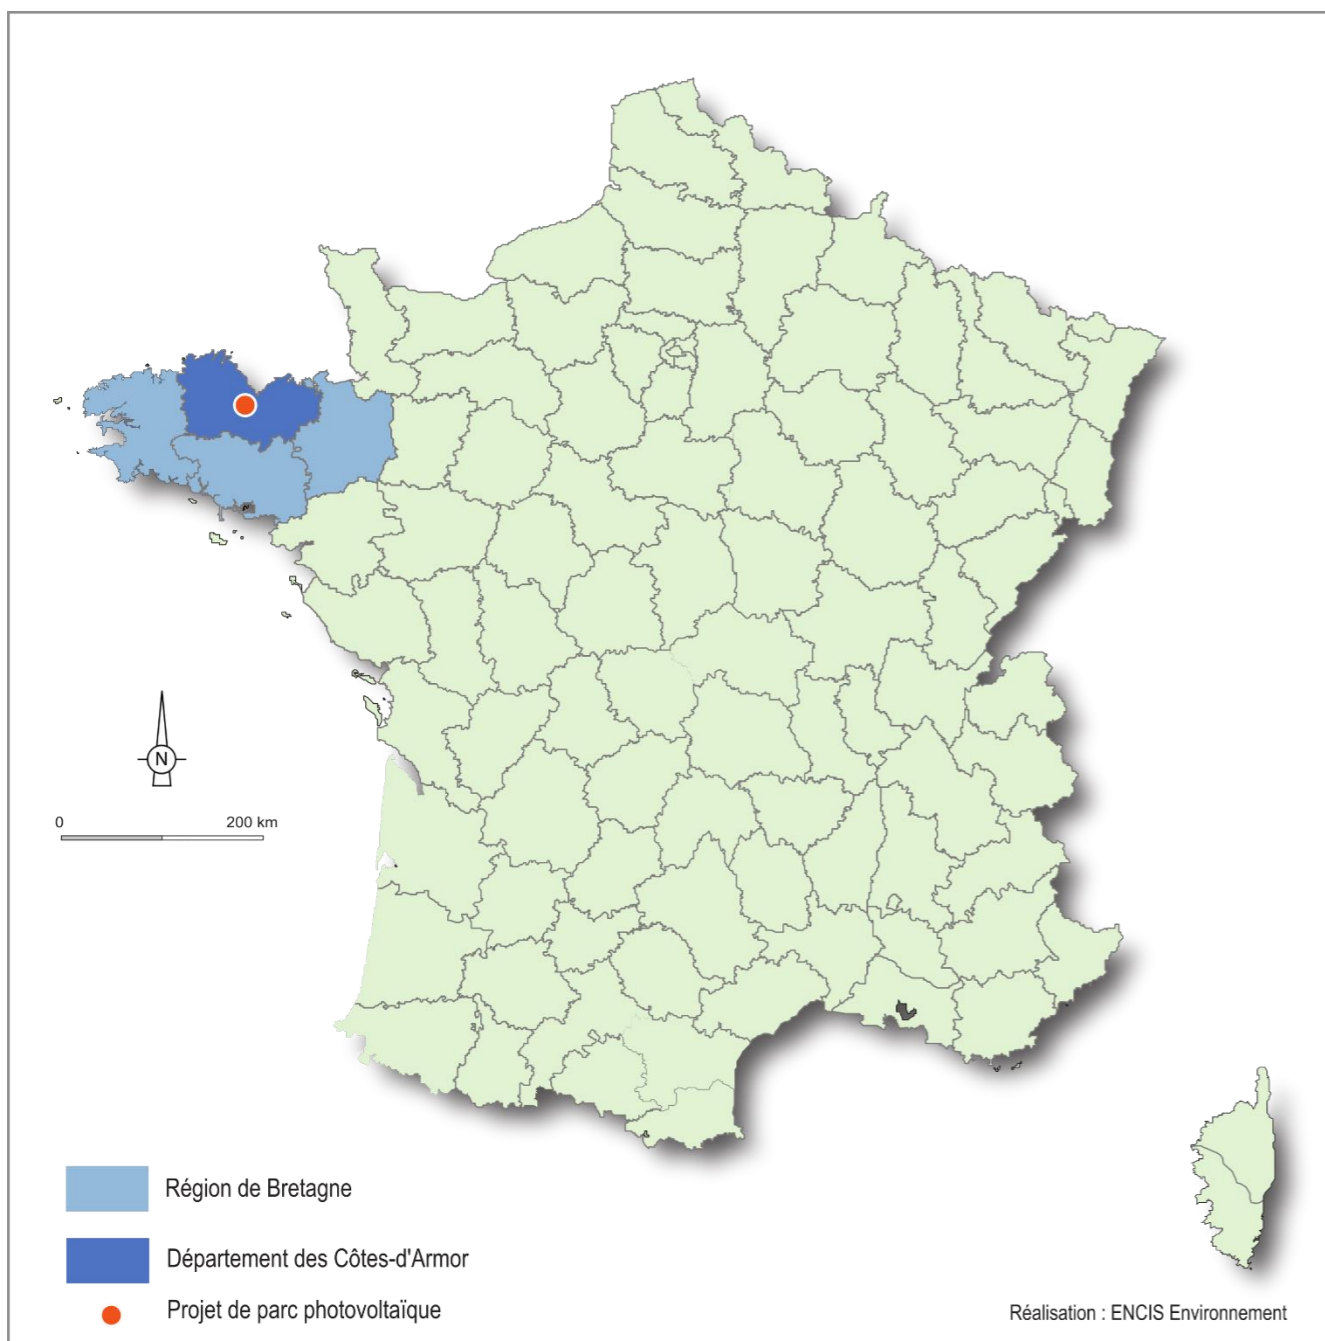 N
0 200 km
Région de Bretagne
Département des Côtes-d'Armor
Projet de parc photovoltaïque
Réalisation : ENCIS Environnement